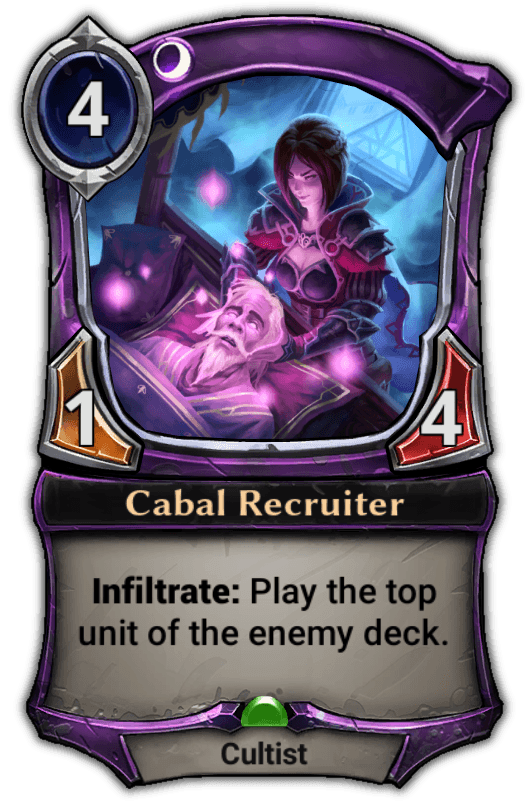 4
1
4
Cabal Recruiter
Infiltrate: Play the top
unit of the enemy deck.
Cultist